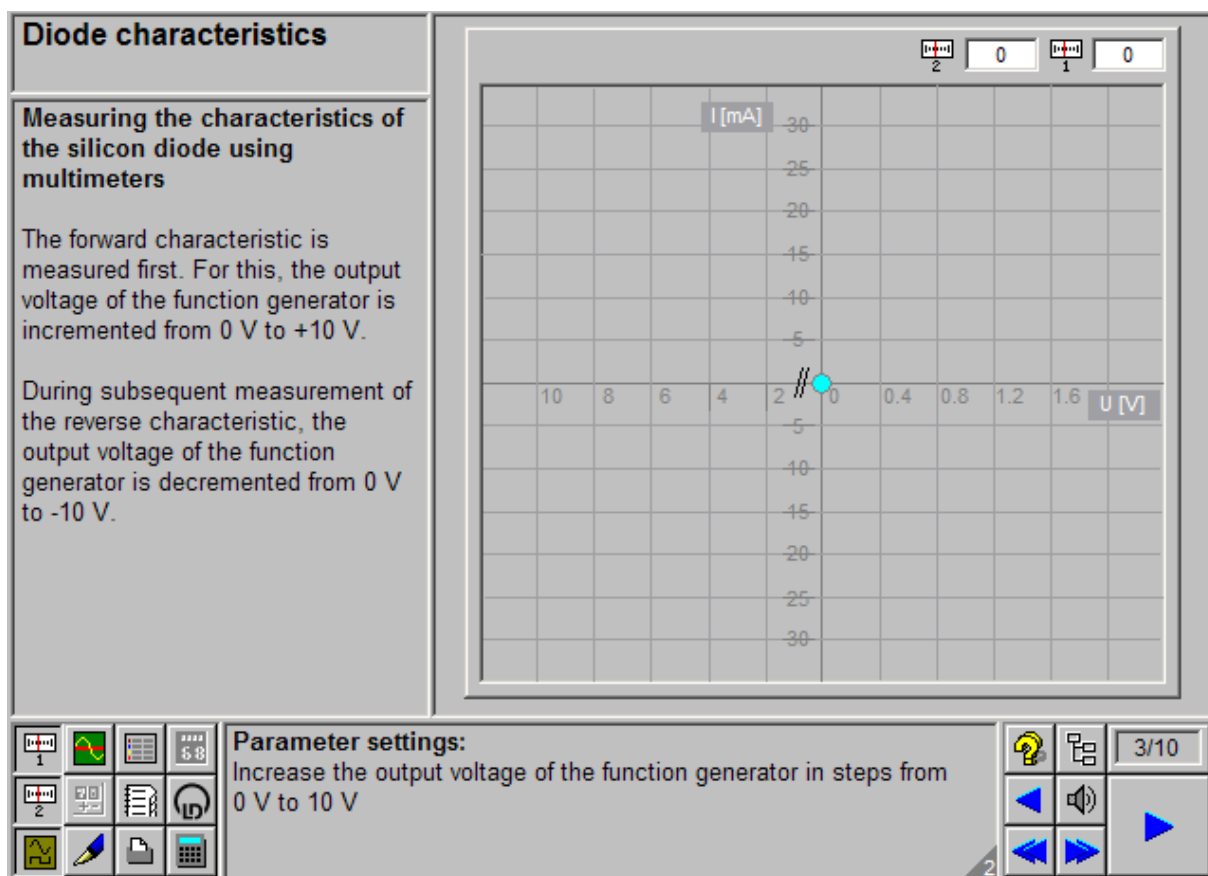 Diode characteristics
Measuring the characteristics of
the silicon diode using
multimeters
The forward characteristic is
measured first. For this, the output
voltage of the function generator is
incremented from 0 V to +10 V.
During subsequent measurement of
the reverse characteristic, the
output voltage of the function
generator is decremented from 0 V
to -10 V.
2 0 1 0
I [mA]
30
25
20
15
10
5
10 8 6 4 2 0 0.4 0.8 1.2 1.6 U [V]
5
10
15
20
25
30
1
68
2
LD
Parameter settings:
Increase the output voltage of the function generator in steps from
0 V to 10 V
2
3/10